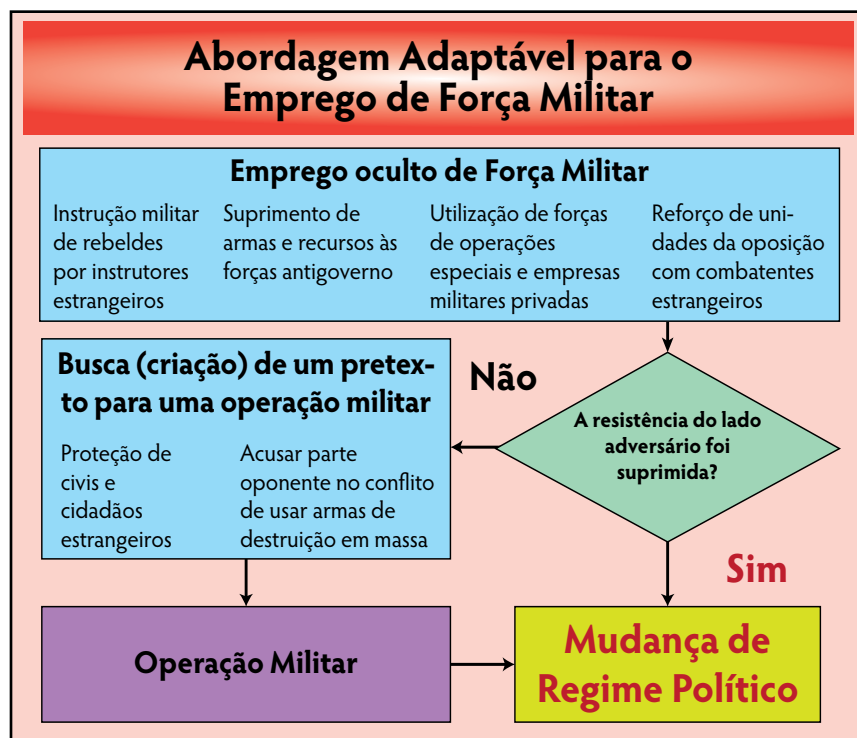 Abordagem Adaptável para o
Emprego de Força Militar
Emprego oculto de Força Militar
Instrução militar
de rebeldes
por instrutores
estrangeiros
Suprimento de
armas e recursos às
forças antigoverno
Utilização de forças
de operações
especiais e empresas
militares privadas
Reforço de uni-
dades da oposição
com combatentes
estrangeiros
A resistência do lado
adversário foi
suprimida?
Não
Busca (criação) de um pretex-
to para uma operação militar
Proteção de
civis e
cidadãos
estrangeiros
Acusar parte
oponente no conflito
de usar armas de
destruição em massa
Sim
Operação Militar
Mudança de
Regime Político